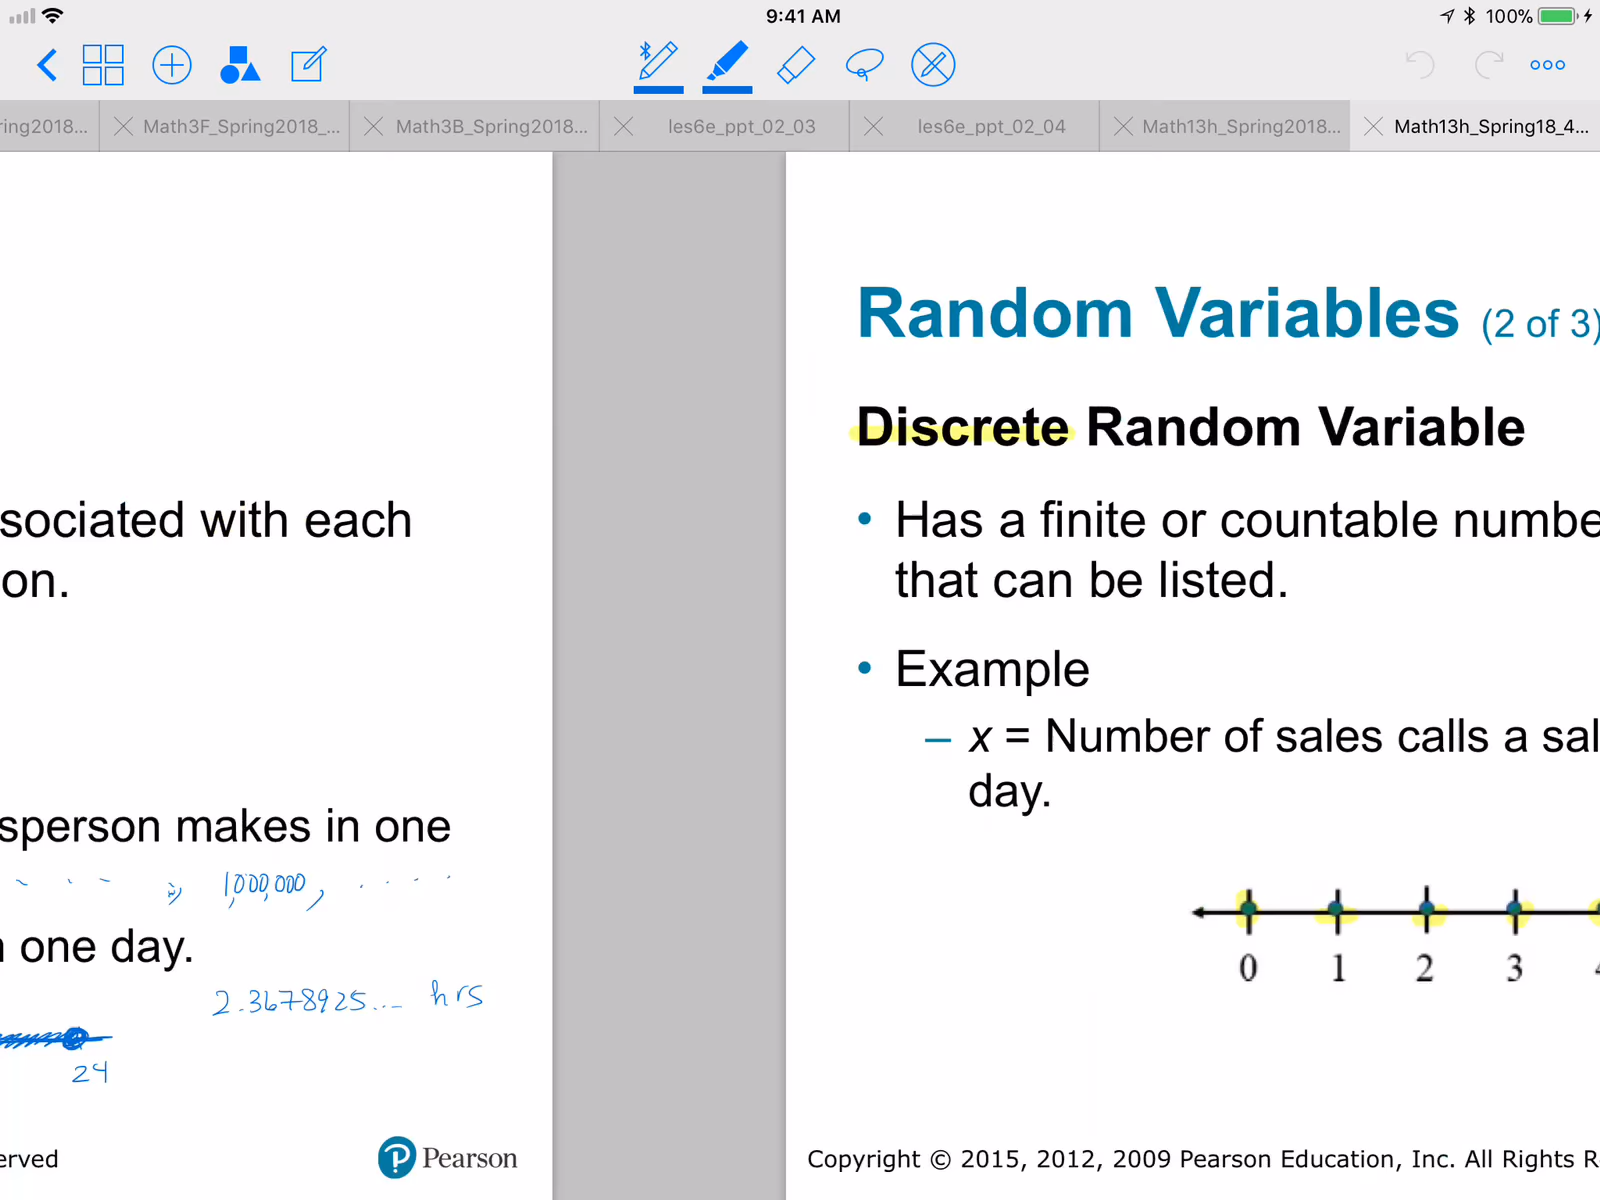 9:41 AM
100%
ring2018...
Math3F_Spring2018_...
Math3B_Spring2018...
les6e_ppt_02_03
les6e_ppt_02_04
Math13h_Spring2018...
Math13h_Spring18_4...
sociated with each
on.
sperson makes in one
1,000,000, ....
n one day.
2.3678925... hrs
24
erved
Pearson
Random Variables (2 of 3)
Discrete Random Variable
• Has a finite or countable numbe
that can be listed.
• Example
– x = Number of sales calls a sal
day.
0 1 2 3 4
Copyright © 2015, 2012, 2009 Pearson Education, Inc. All Rights R